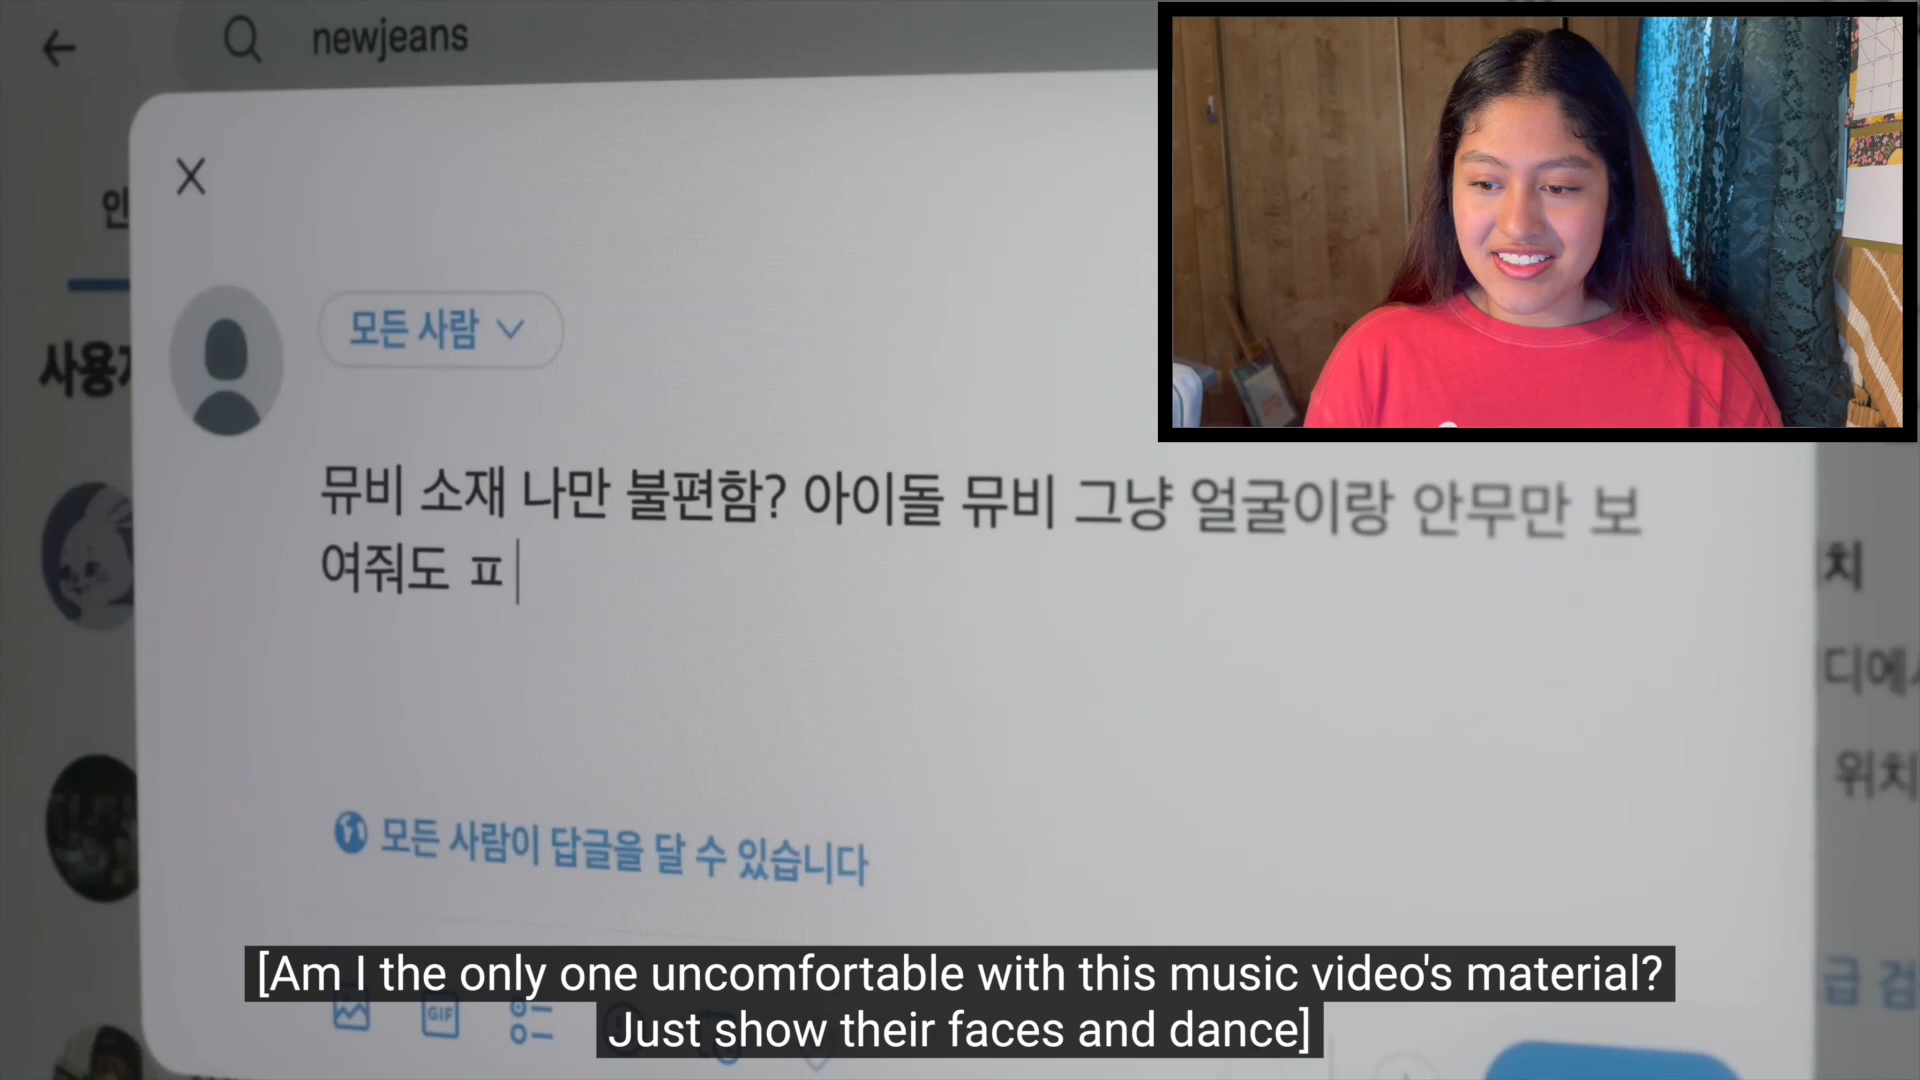 newjeans
모든 사람
뮤비 소재 나만 불편함? 아이돌 뮤비 그냥 얼굴이랑 안무만 보
여줘도 ㅍ
모든 사람이 답글을 달 수 있습니다
GIF
위치
[Am I the only one uncomfortable with this music video's material?
Just show their faces and dance]